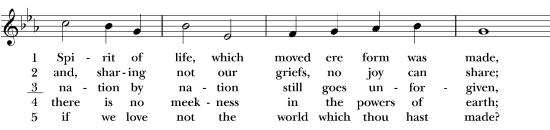 1 Spi - rit of life, which moved ere form was made,
2 and, shar - ing not our griefs, no joy can share;
3 na - tion by na - tion still goes un - for - given,
4 there is no meek - ness in the powers of earth;
5 if we love not the world which thou hast made?